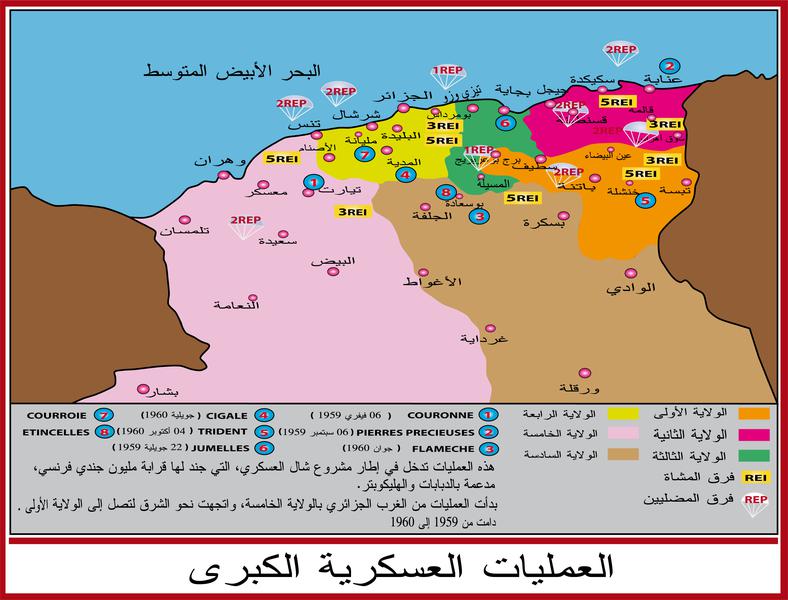 2REP
البحر الأبيض المتوسط
1REP
2
2REP
2REP
عناية
سكيكدة
جيجل
بجاية
تيزي وزو
الجزائر
5REI
2REP
شرشال
بومرداس
6
قالمة
تنس
3REI
3REI
البليدة
5REI
مليانة
2REP
سوق
الأصنام
7
1REP
عين البيضاء
5REI
وهران
المدية
برج
سطيف
3REI
4
2REP
5REI
1
تيارت
المسيلة
باتنة
خنشلة
تبسة
معسكر
8
بوسعادة
5REI
5
3REI
الجلفة
3
بسكرة
2REP
تلمسان
سعيدة
البيض
الأغواط
الوادي
النعامة
غرداية
ورقلة
بشار
الولاية الأولى
الولاية الرابعة
1 COURONNE ( 06 فيفري 1959 )
4 CIGALE ( جويلية 1960)
7 COURROIE
الولاية الثانية
الولاية الخامسة
2 PIERRES PRECIEUSES (06 سبتمبر 1959 )
5 TRIDENT (04 أكتوبر 1960)
8 ETINCELLES
الولاية الثالثة
الولاية السادسة
3 FLAMECHE ( جوان 1960)
6 JUMELLES (22 جويلية 1959 )
REI فرق المشاة
REP فرق المضليين
هذه العمليات تدخل في إطار مشروع شال العسكري، التي جند لها قرابة مليون جندي فرنسي،
مدعمة بالدبابات والهليكوبتر.
بدأت العمليات من الغرب الجزائري بالولاية الخامسة، واتجهت نحو الشرق لتصل إلى الولاية الأولى .
دامت من 1959 إلى 1960
العمليات العسكرية الكبرى